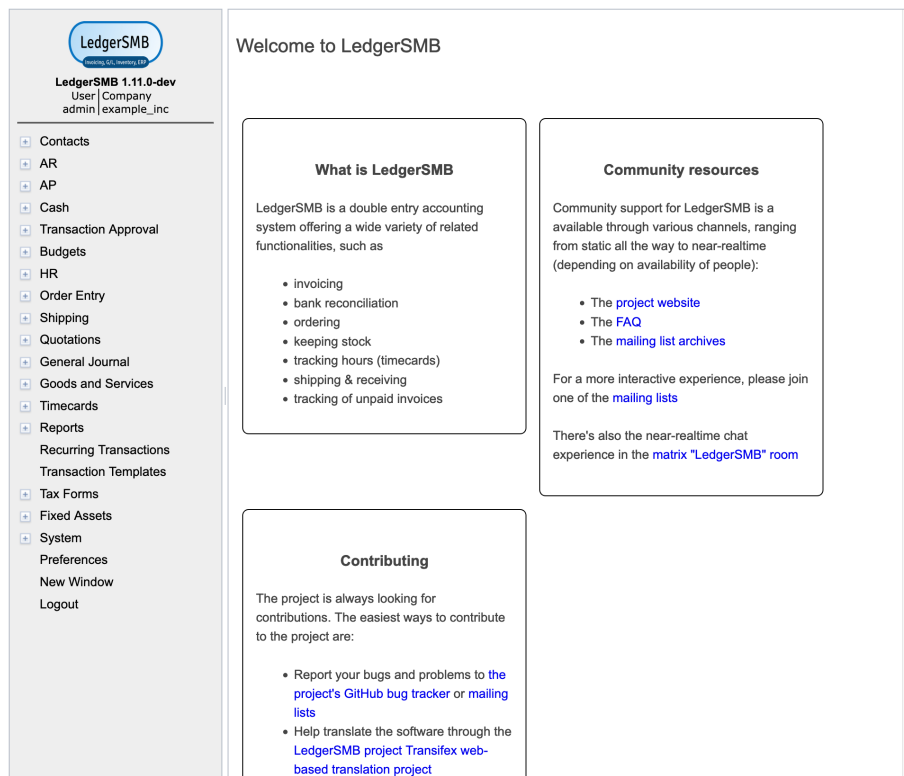 LedgerSMB
Invoicing, G/L, Inventory, ERP
LedgerSMB 1.11.0-dev
User Company
admin example_inc
Contacts
AR
AP
Cash
Transaction Approval
Budgets
HR
Order Entry
Shipping
Quotations
General Journal
Goods and Services
Timecards
Reports
Recurring Transactions
Transaction Templates
Tax Forms
Fixed Assets
System
Preferences
New Window
Logout
Welcome to LedgerSMB
What is LedgerSMB
LedgerSMB is a double entry accounting
system offering a wide variety of related
functionalities, such as
• invoicing
• bank reconciliation
• ordering
• keeping stock
• tracking hours (timecards)
• shipping & receiving
• tracking of unpaid invoices
Community resources
Community support for LedgerSMB is a
available through various channels, ranging
from static all the way to near-realtime
(depending on availability of people):
• The project website
• The FAQ
• The mailing list archives
For a more interactive experience, please join
one of the mailing lists
There's also the near-realtime chat
experience in the matrix "LedgerSMB" room
Contributing
The project is always looking for
contributions. The easiest ways to contribute
to the project are:
• Report your bugs and problems to the
project's GitHub bug tracker or mailing
lists
• Help translate the software through the
LedgerSMB project Transifex web-
based translation project